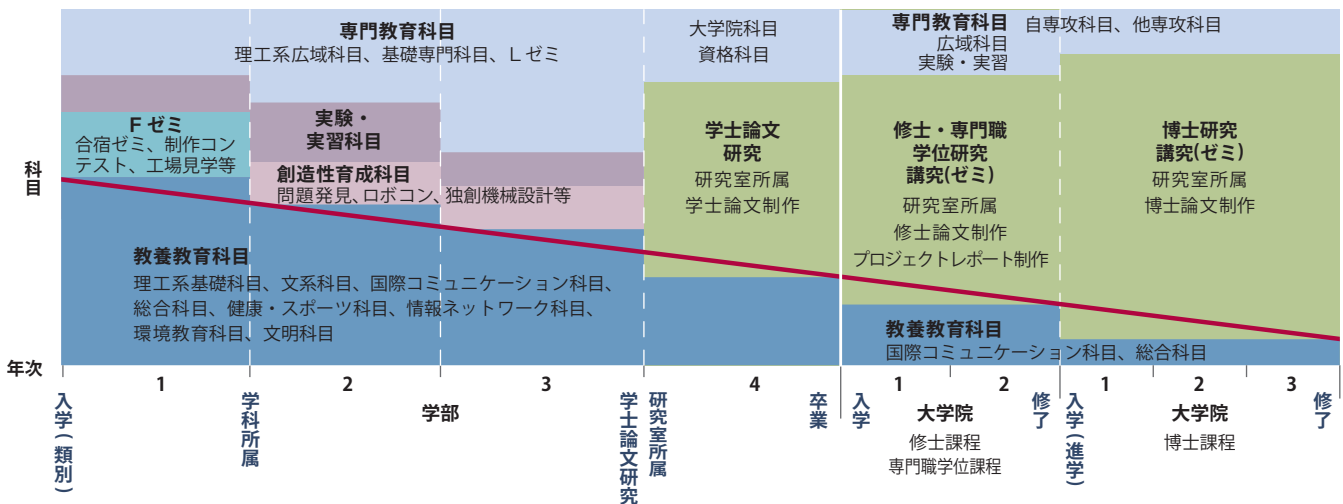 専門教育科目
理工系広域科目、基礎専門科目、Lゼミ
大学院科目
資格科目
専門教育科目
広域科目
実験・実習
自専攻科目、他専攻科目
Fゼミ
合宿ゼミ、制作コン
テスト、工場見学等
実験・
実習科目
創造性育成科目
問題発見、ロボコン、独創機械設計等
学士論文
研究
研究室所属
学士論文制作
修士・専門職
学位研究
講究(ゼミ)
研究室所属
修士論文制作
プロジェクトレポート制作
博士研究
講究(ゼミ)
研究室所属
博士論文制作
科目
教養教育科目
理工系基礎科目、文系科目、国際コミュニケーション科目、
総合科目、健康・スポーツ科目、情報ネットワーク科目、
環境教育科目、文明科目
教養教育科目
国際コミュニケーション科目、総合科目
年次
1
2
3
4
1
2
1
2
3
入学(類別)
学科所属
学部
学士論文研究
研究室所属
卒業
入学
大学院
修士課程
専門職学位課程
修了
入学(進学)
大学院
博士課程
修了